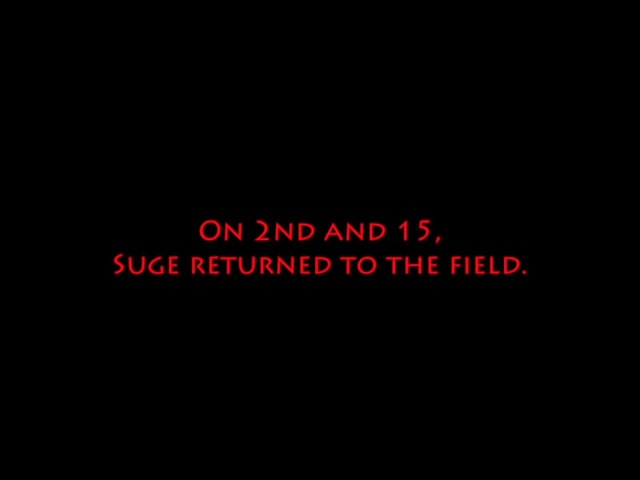 On 2nd and 15,
Suge returned to the field.